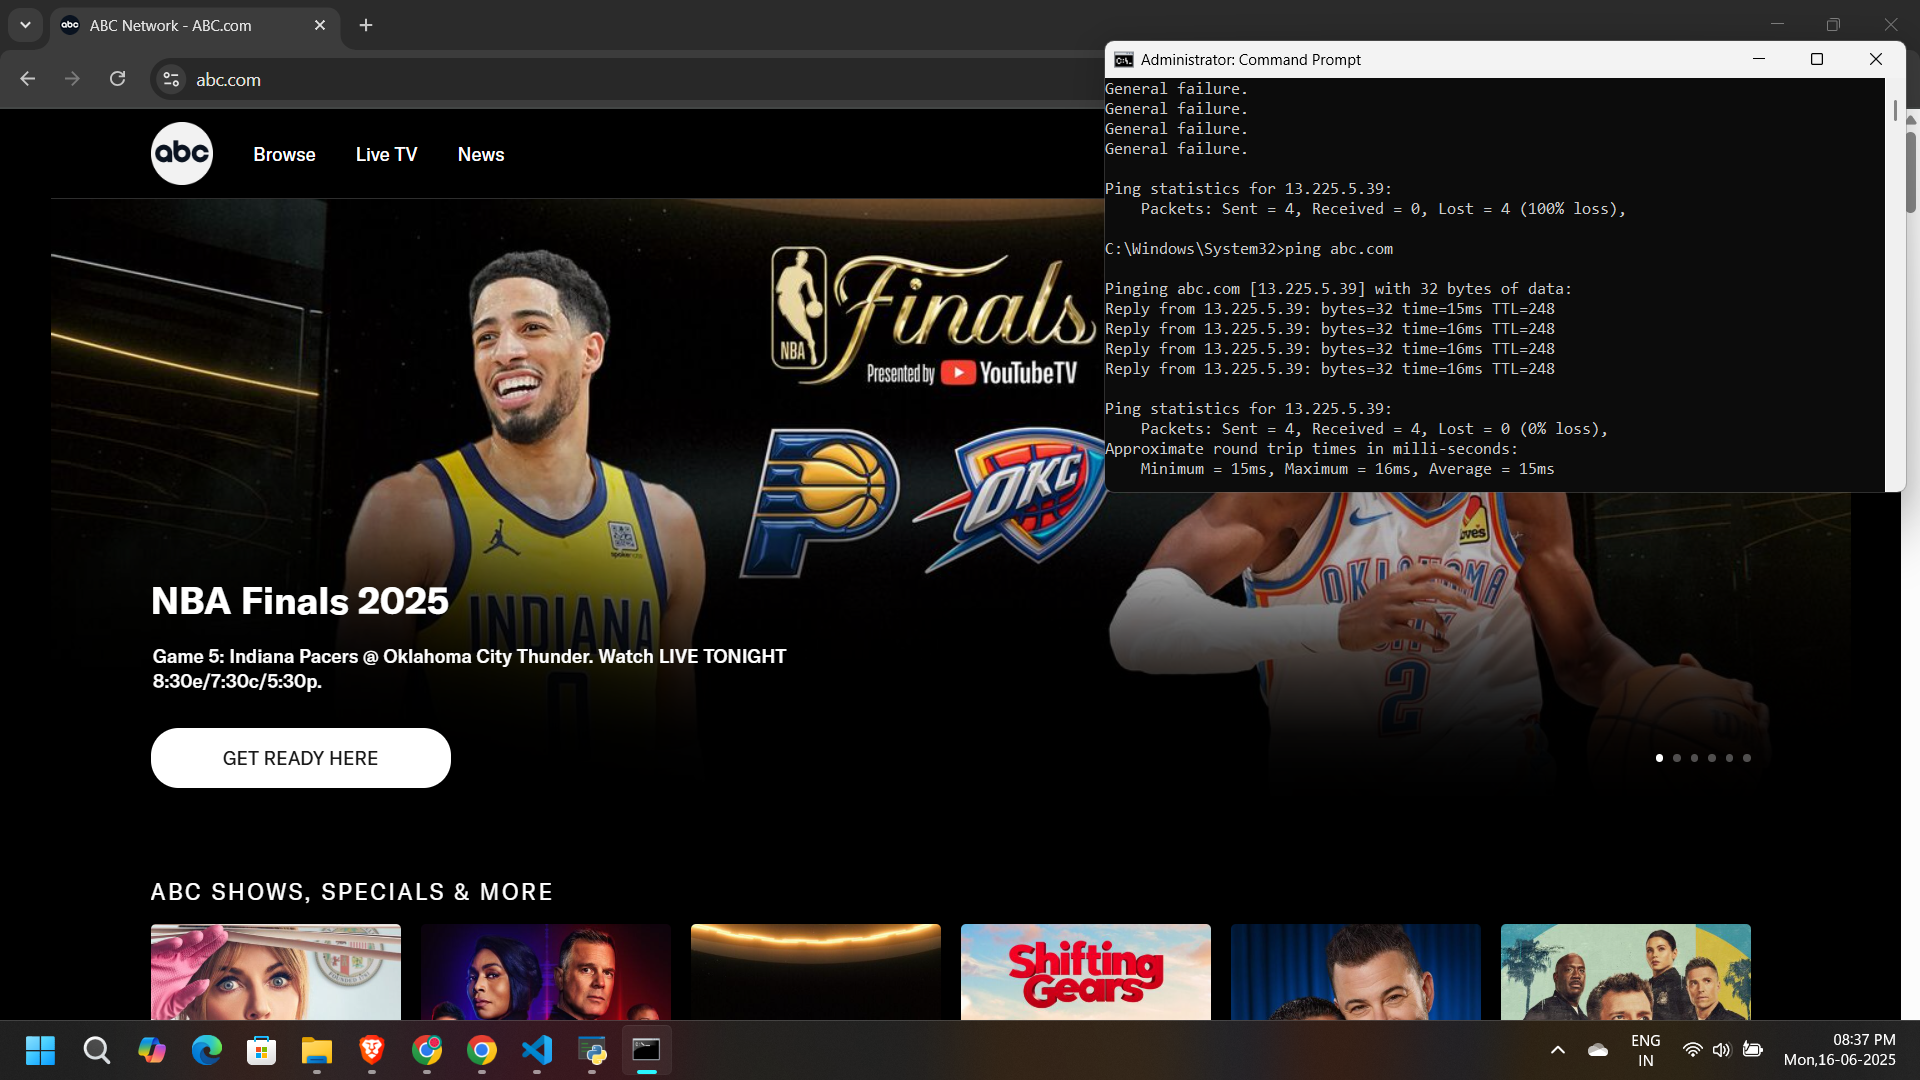 abc
ABC Network - ABC.com
abc.com
abc
Browse
Live TV
News
NBA
Finals
Presented by YouTubeTV
OKC
INDIANA
OKLAHOMA
CITY
2
NBA Finals 2025
Game 5: Indiana Pacers @ Oklahoma City Thunder. Watch LIVE TONIGHT
8:30e/7:30c/5:30p.
GET READY HERE
ABC SHOWS, SPECIALS & MORE
Shifting
Gears
Administrator: Command Prompt
General failure.
General failure.
General failure.
General failure.
Ping statistics for 13.225.5.39:
Packets: Sent = 4, Received = 0, Lost = 4 (100% loss),
C:\Windows\System32>ping abc.com
Pinging abc.com [13.225.5.39] with 32 bytes of data:
Reply from 13.225.5.39: bytes=32 time=15ms TTL=248
Reply from 13.225.5.39: bytes=32 time=16ms TTL=248
Reply from 13.225.5.39: bytes=32 time=16ms TTL=248
Reply from 13.225.5.39: bytes=32 time=16ms TTL=248
Ping statistics for 13.225.5.39:
Packets: Sent = 4, Received = 4, Lost = 0 (0% loss),
Approximate round trip times in milli-seconds:
Minimum = 15ms, Maximum = 16ms, Average = 15ms
ENG
IN
08:37 PM
Mon,16-06-2025